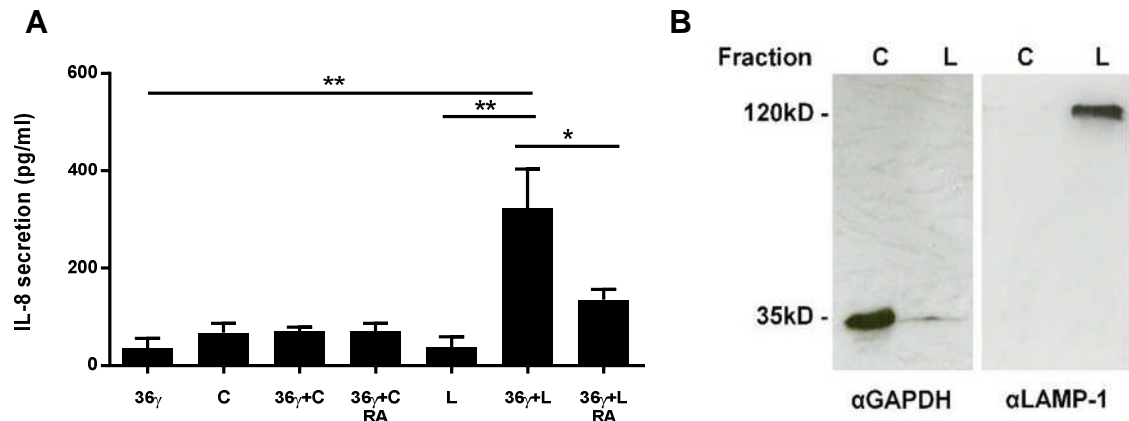 A
IL-8 secretion (pg/ml)
600
400
200
0
**
**
*
36γ
C
36γ+C
36γ+C
RA
L
36γ+L
36γ+L
RA
B
Fraction C L C L
120kD -
35kD -
αGAPDH αLAMP-1